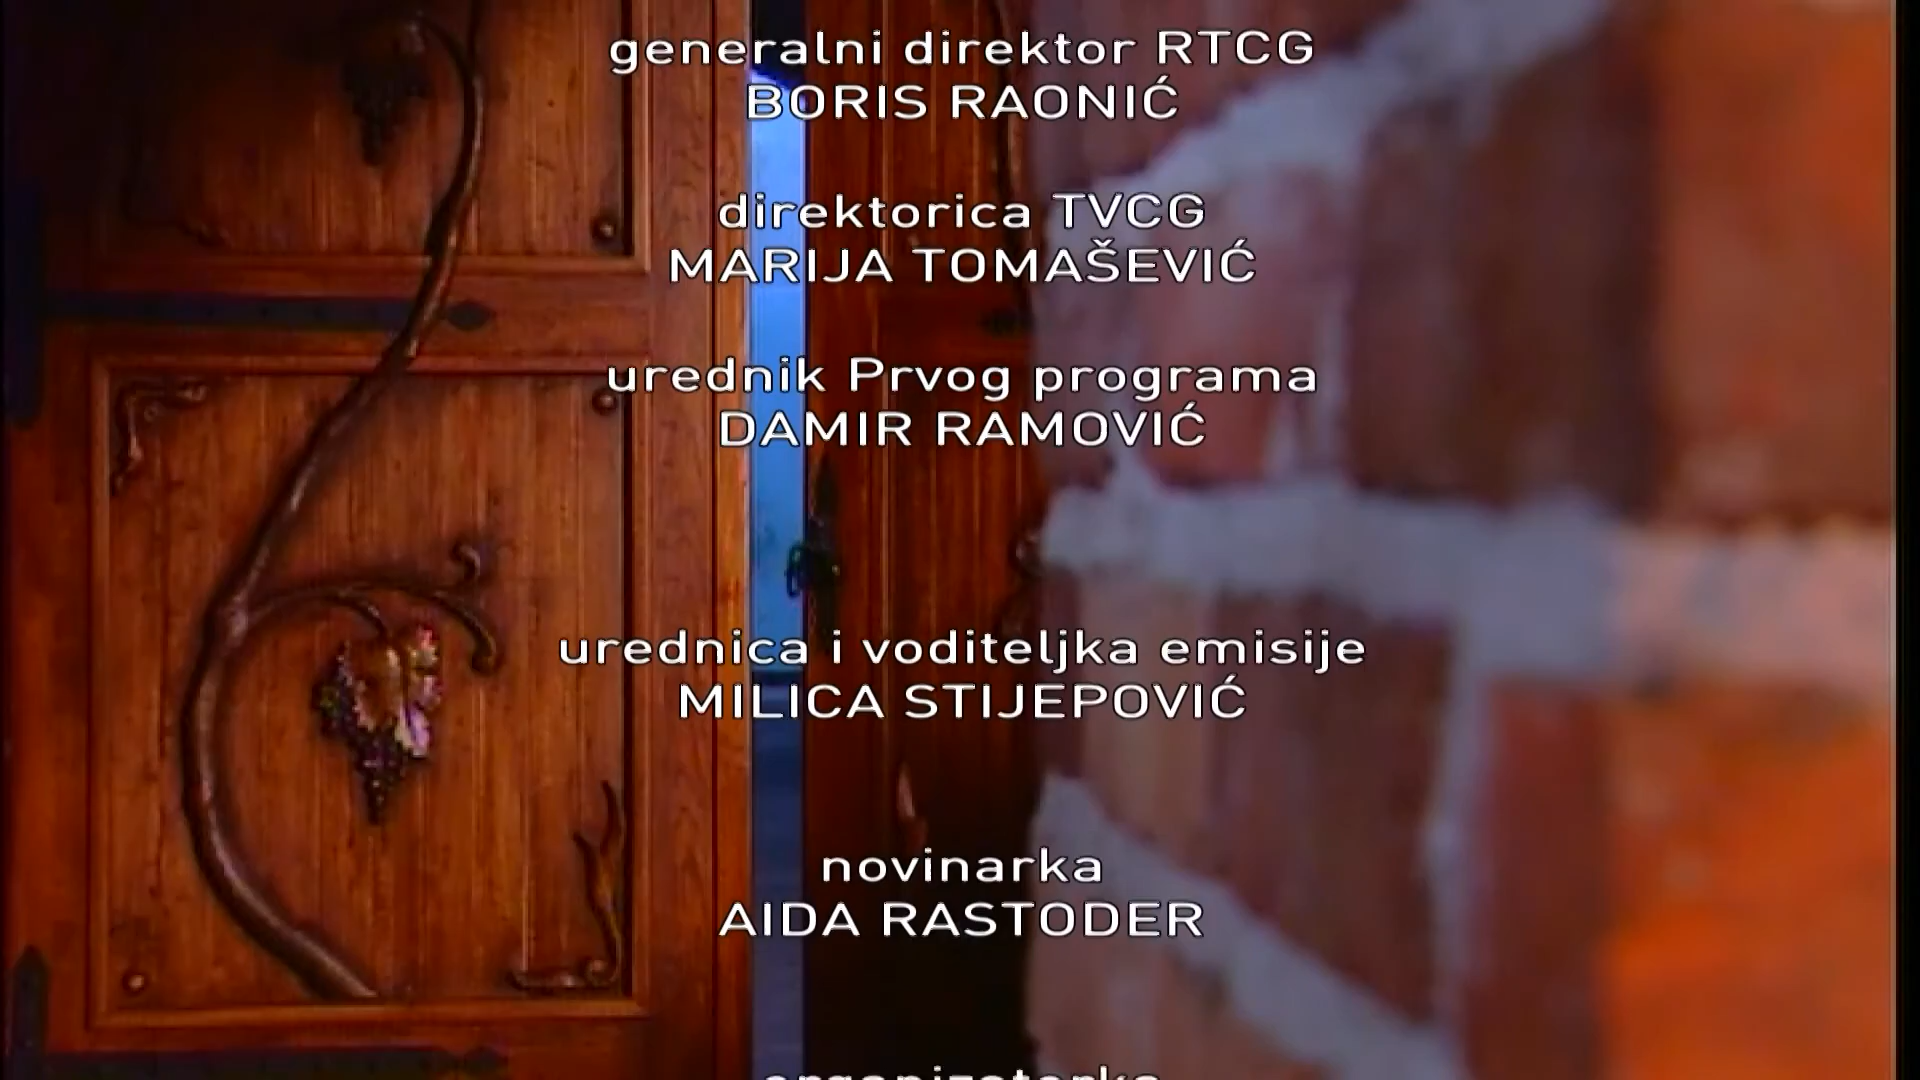 generalni direktor RTCG
BORIS RAONIĆ
direktorica TVCG
MARIJA TOMAŠEVIĆ
urednik Prvog programa
DAMIR RAMOVIĆ
urednica i voditeljka emisije
MILICA STIJEPOVIĆ
novinarka
AIDA RASTODER